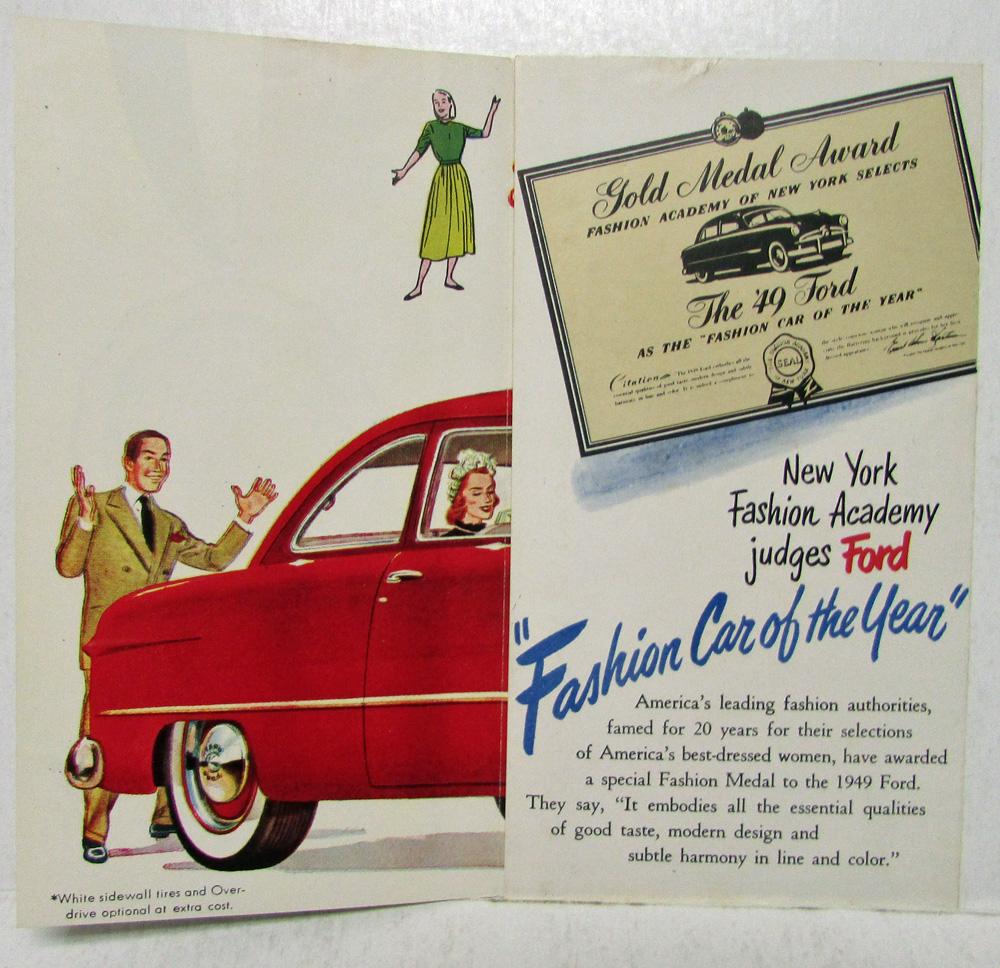 Gold Medal Award
FASHION ACADEMY OF NEW YORK SELECTS
The '49 Ford
AS THE "FASHION CAR OF THE YEAR"
Citation
SEAL
New York
Fashion Academy
judges Ford
"Fashion Car of the Year"
America's leading fashion authorities,
famed for 20 years for their selections
of America's best-dressed women, have awarded
a special Fashion Medal to the 1949 Ford.
They say, "It embodies all the essential qualities
of good taste, modern design and
subtle harmony in line and color."
*White sidewall tires and Over-
drive optional at extra cost.